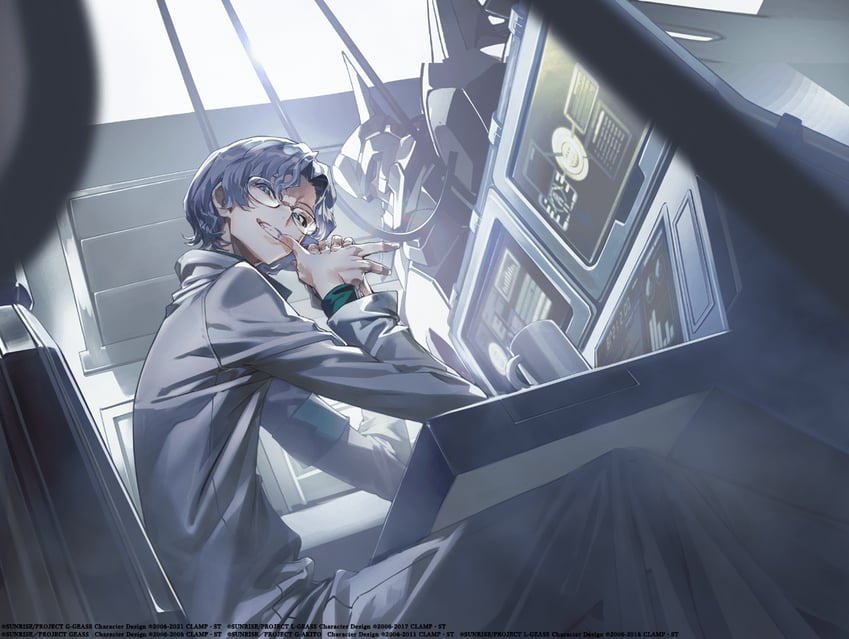 ©SUNRISE/PROJECT G-GEASS Character Design ©2006-2021 CLAMP・ST ©SUNRISE/PROJECT L-GEASS Character Design ©2006-2017 CLAMP・ST
©SUNRISE/PROJECT GEASS Character Design ©2006-2008 CLAMP・ST ©SUNRISE/PROJECT G-AKITO Character Design ©2006-2011 CLAMP・ST ©SUNRISE/PROJECT L-GEASS Character Design ©2006-2018 CLAMP・ST